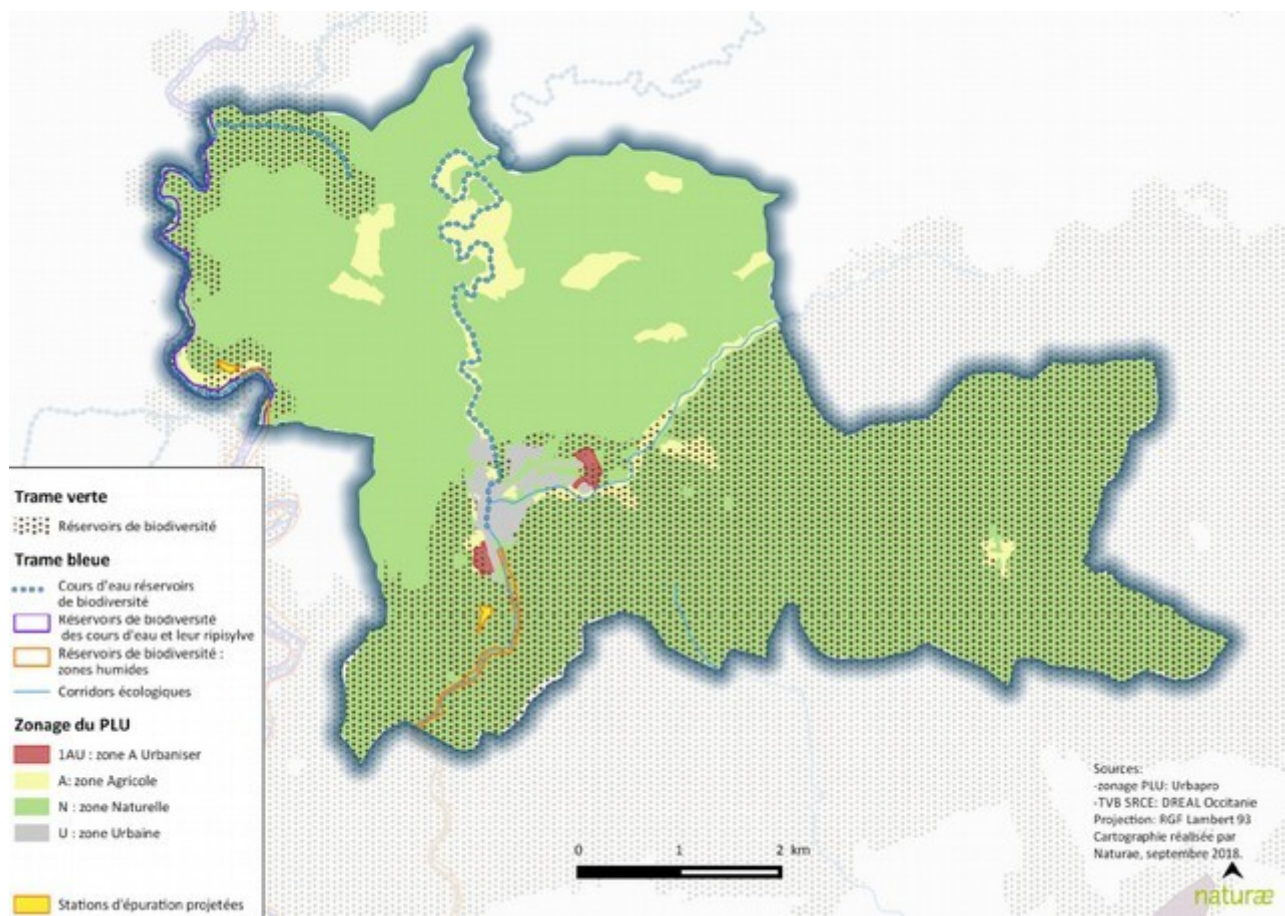 Trame verte
Réservoirs de biodiversité
Trame bleue
Cours d'eau réservoirs
de biodiversité
Réservoirs de biodiversité
des cours d'eau et leur ripisylve
Réservoirs de biodiversité :
zones humides
Corridors écologiques
Zonage du PLU
1AU : zone A Urbaniser
A: zone Agricole
N : zone Naturelle
U : zone Urbaine
Stations d'épuration projetées
0 1 2 km
Sources:
-zonage PLU: Urbapro
-TVB SRCE: DREAL Occitanie
Projection: RGF Lambert 93
Cartographie réalisée par
Naturae, septembre 2018.
naturæ